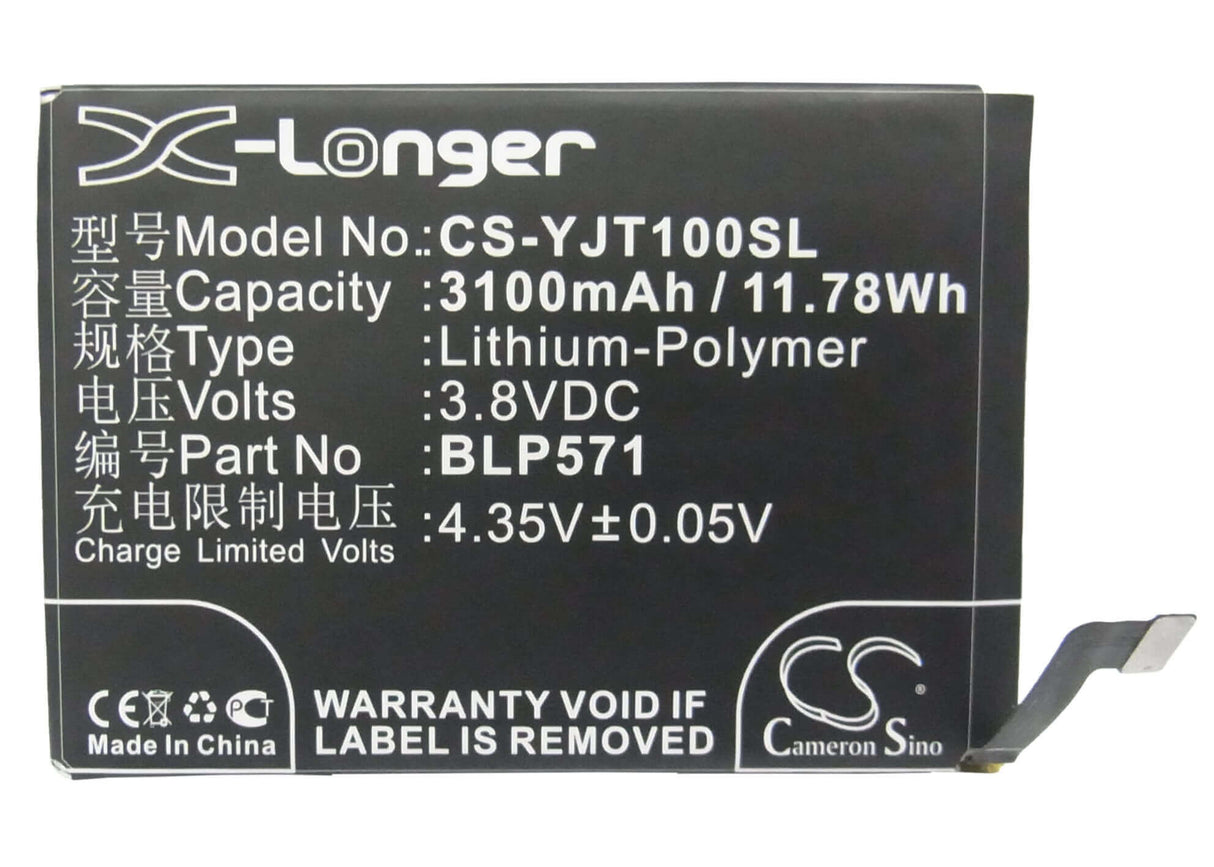 X-Longer
型号Model No.:CS-YJT100SL
容量Capacity :3100mAh / 11.78Wh
规格Type :Lithium-Polymer
电压Volts :3.8VDC
编号Part No :BLP571
充电限制电压 :4.35V±0.05V
Charge Limited Volts
CE PCT
Made In China
WARRANTY VOID IF
LABEL IS REMOVED
CS®
Cameron Sino